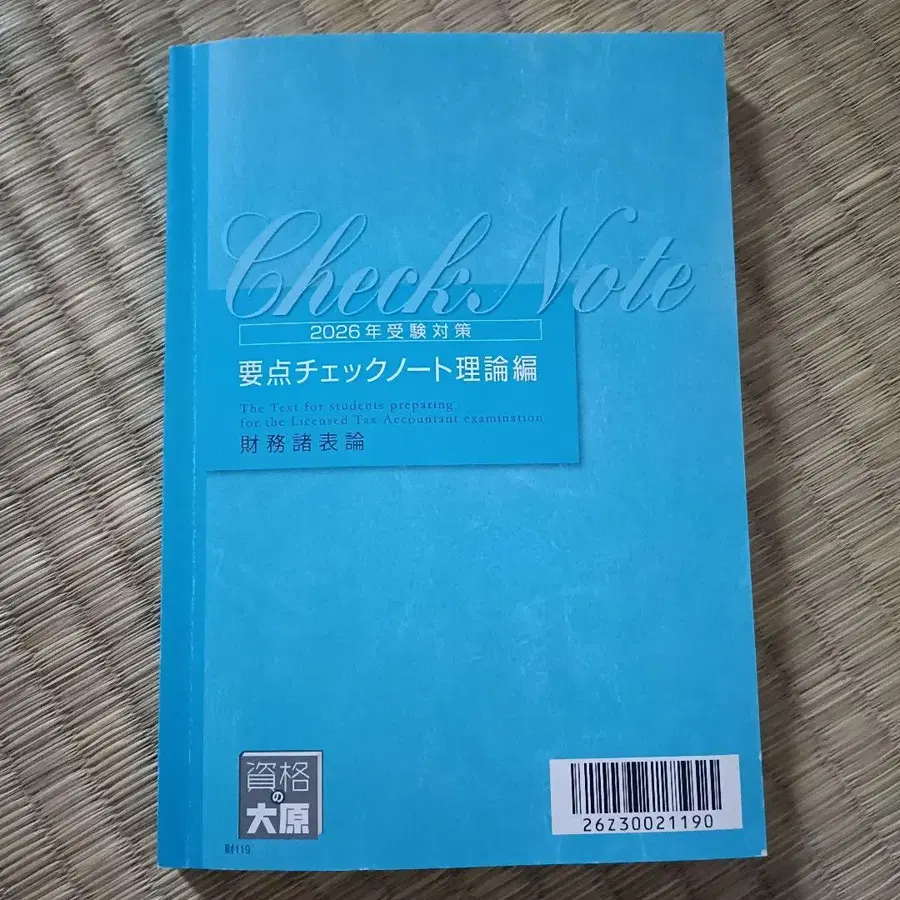 Check Note
2026年受験対策
要点チェックノート理論編
The Text for students preparing
for the Licensed Tax Accountant examination
財務諸表論
資格
の
大原
財119
26Z30021190